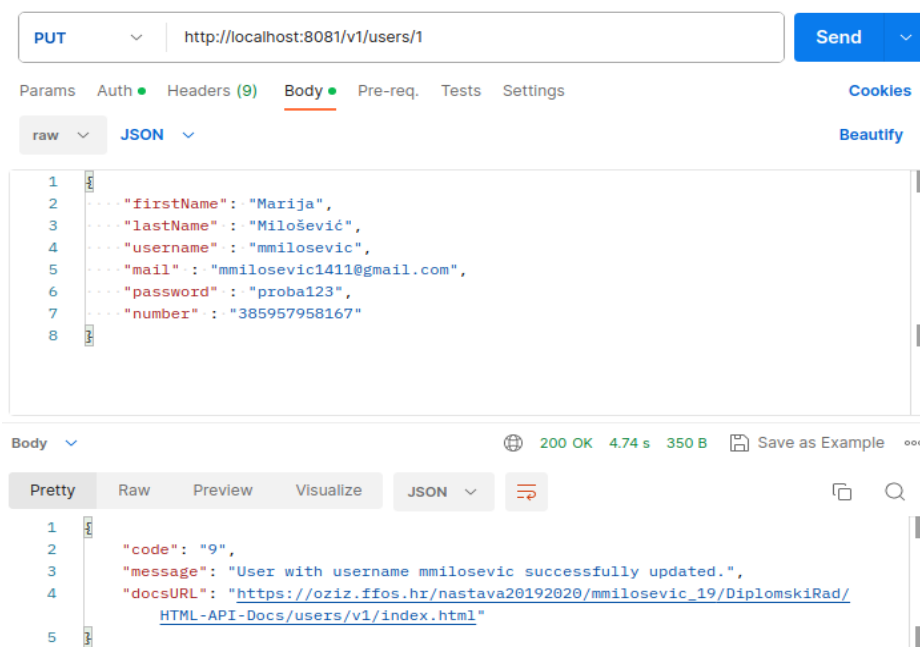 PUT http://localhost:8081/v1/users/1 Send
Params Auth Headers (9) Body Pre-req. Tests Settings Cookies
raw JSON Beautify
1 {
2 "firstName": "Marija",
3 "lastName" : "Milošević",
4 "username" : "mmilosevic",
5 "mail" : "mmilosevic1411@gmail.com",
6 "password" : "proba123",
7 "number" : "385957958167"
8 }
Body 200 OK 4.74 s 350 B Save as Example
Pretty Raw Preview Visualize JSON
1 {
2 "code": "9",
3 "message": "User with username mmilosevic successfully updated.",
4 "docsURL": "https://oziz.ffos.hr/nastava20192020/mmilosevic_19/DiplomskiRad/
HTML-API-Docs/users/v1/index.html"
5 }